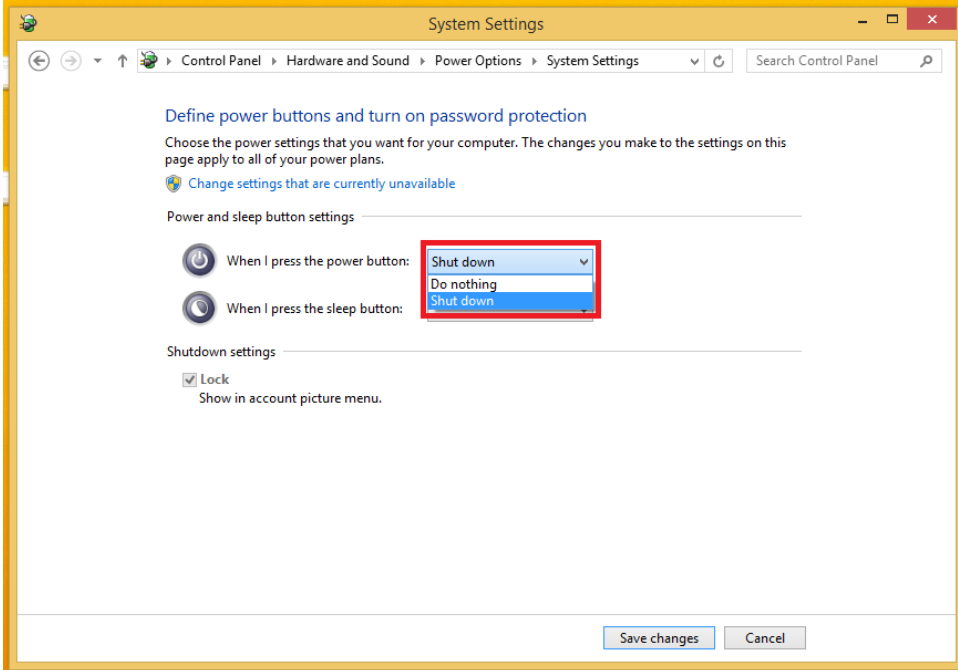 System Settings
Control Panel Hardware and Sound Power Options System Settings Search Control Panel
Define power buttons and turn on password protection
Choose the power settings that you want for your computer. The changes you make to the settings on this
page apply to all of your power plans.
Change settings that are currently unavailable
Power and sleep button settings
When I press the power button: Shut down
Do nothing
Shut down
When I press the sleep button:
Shutdown settings
Lock
Show in account picture menu.
Save changes Cancel